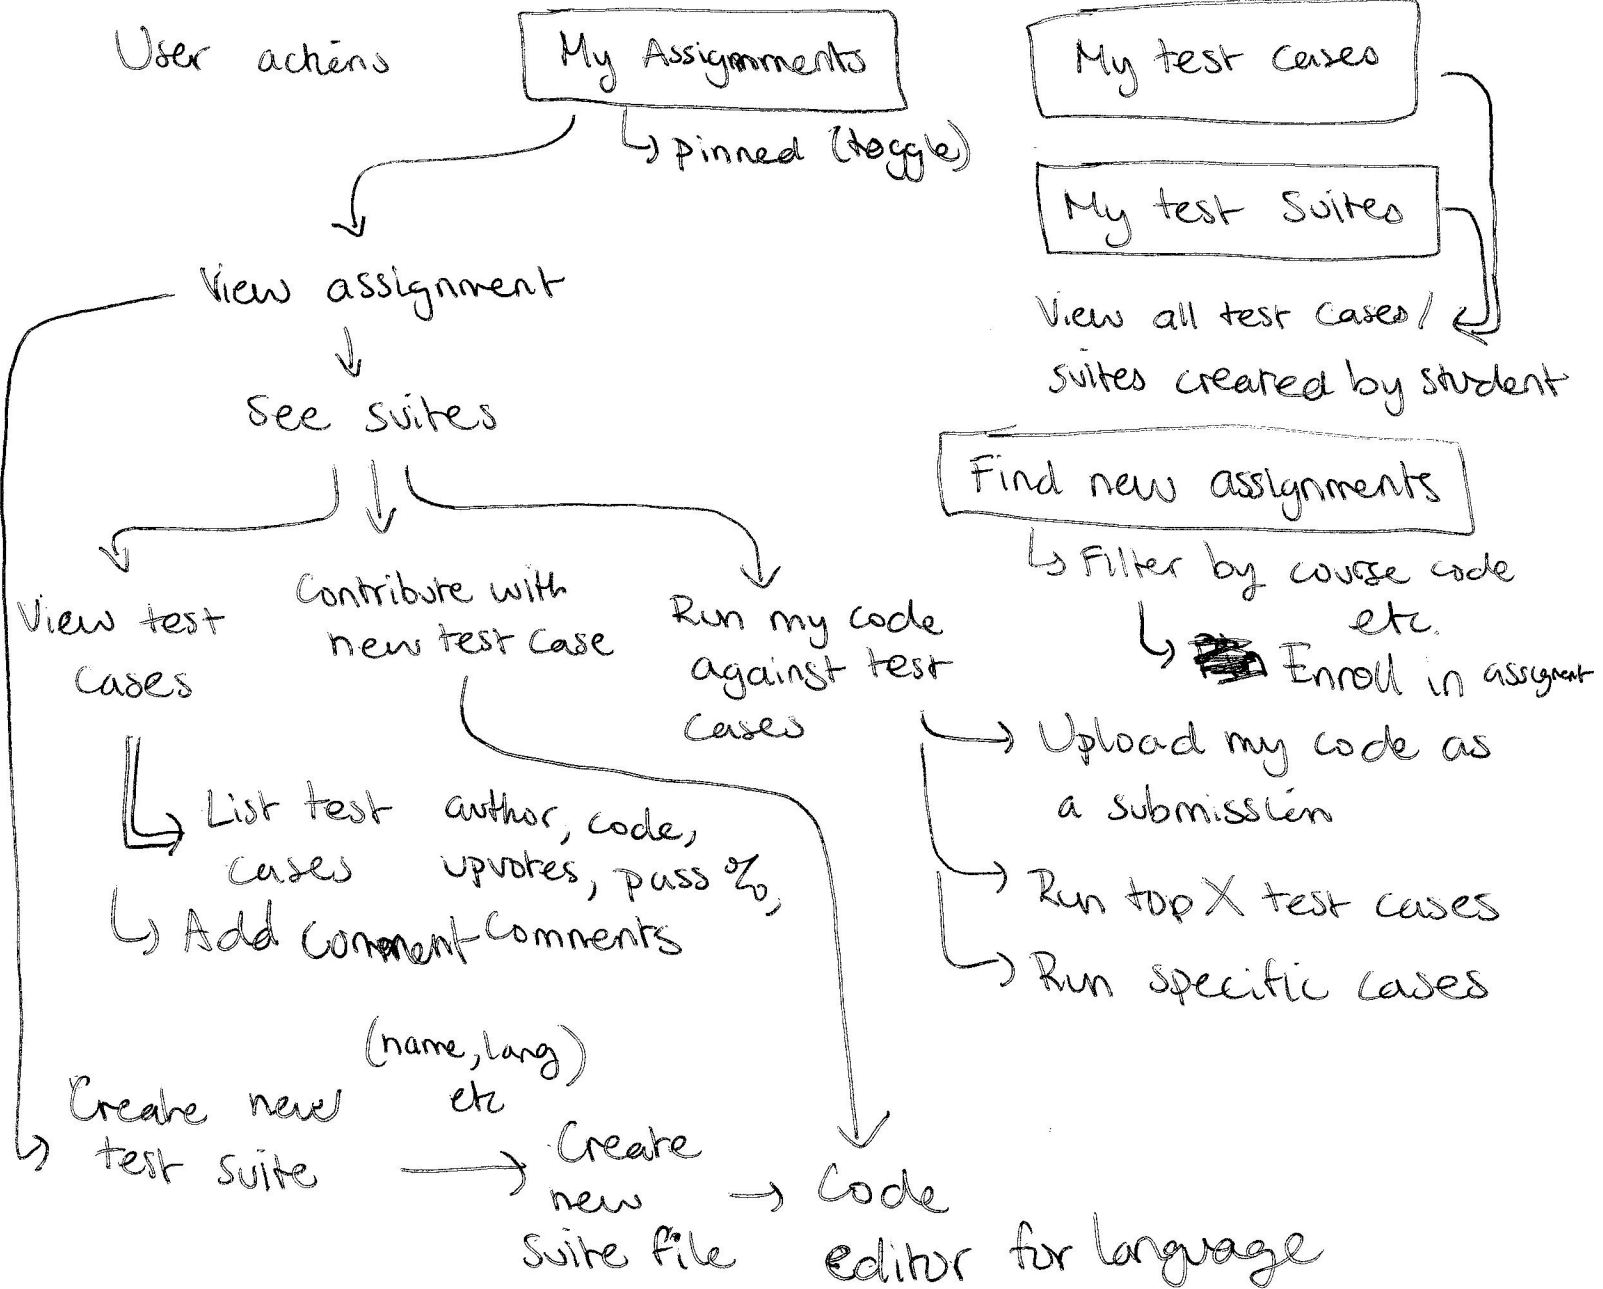 User actions
My Assignments
pinned (toggle)
My test cases
My test suites
View all test cases/
suites created by student
View assignment
See suites
Find new assignments
Filter by course code
etc.
Enroll in assignment
View test
cases
Contribute with
new test case
Run my code
against test
cases
Upload my code as
a submission
Run top X test cases
Run specific cases
List test
cases
author, code,
upvotes, pass %,
comments
Add comment
Create new
test suite
(name, lang)
etc
Create
new
suite file
Code
editor for language